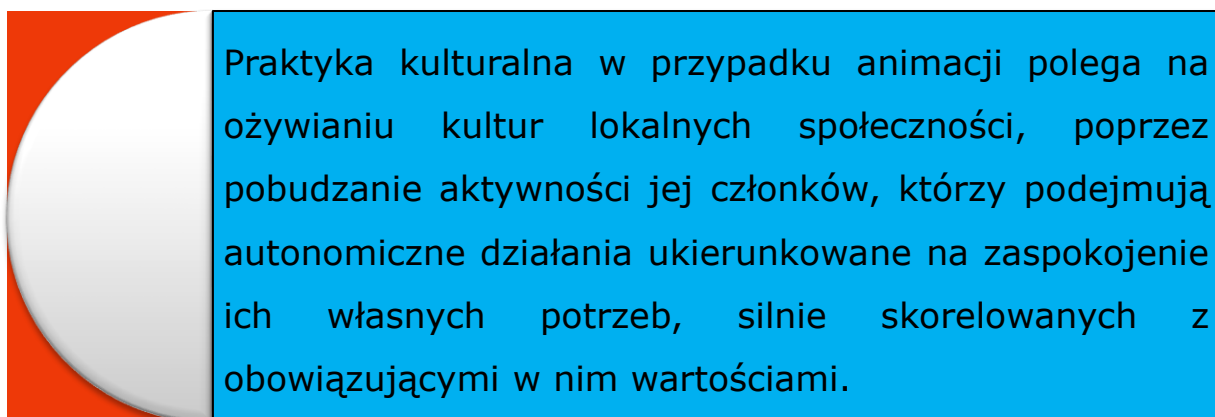 Praktyka kulturalna w przypadku animacji polega na
ożywianiu kultur lokalnych społeczności, poprzez
pobudzanie aktywności jej członków, którzy podejmują
autonomiczne działania ukierunkowane na zaspokojenie
ich własnych potrzeb, silnie skorelowanych z
obowiązującymi w nim wartościami.